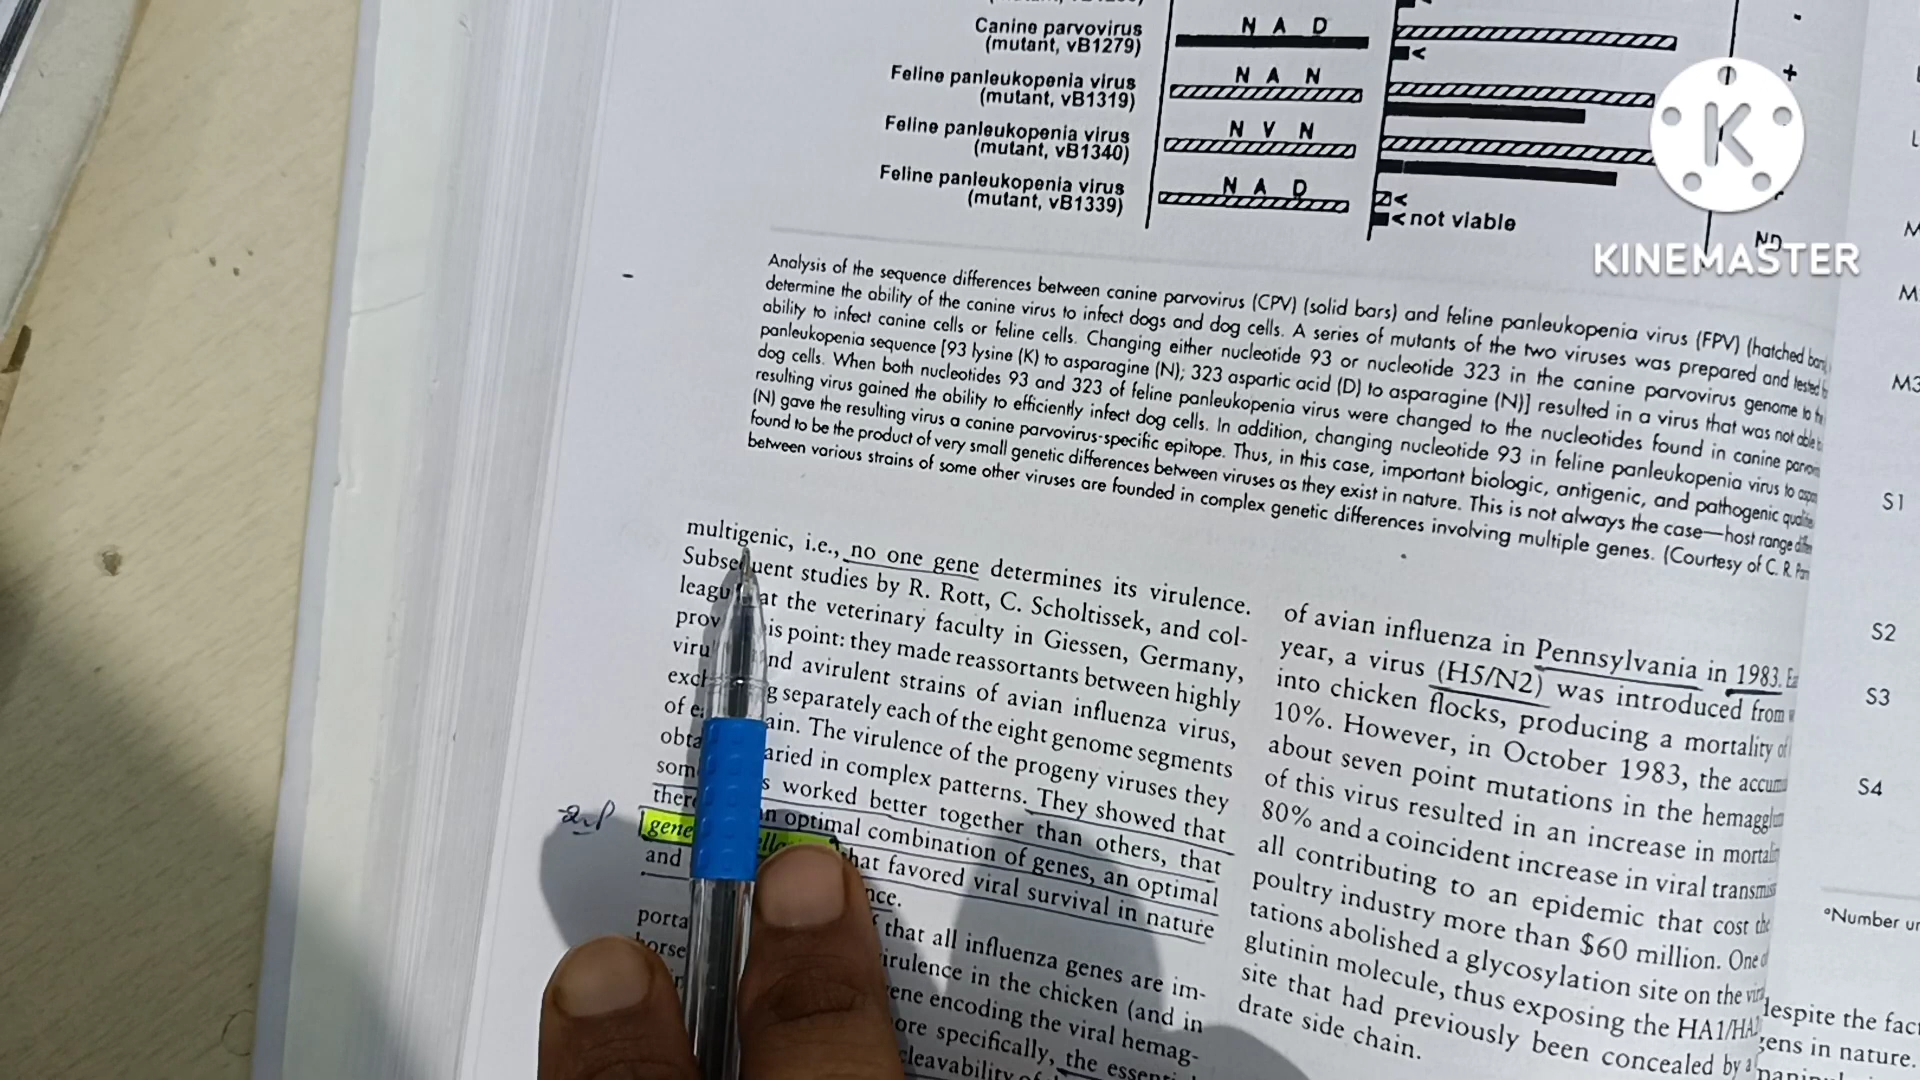 Canine parvovirus N A D
(mutant, vB1279) <
Feline panleukopenia virus N A N +
(mutant, vB1319)
Feline panleukopenia virus N V N
(mutant, vB1340)
Feline panleukopenia virus N A D <
(mutant, vB1339) < not viable ND
K
KINEMASTER
Analysis of the sequence differences between canine parvovirus (CPV) (solid bars) and feline panleukopenia virus (FPV) (hatched
determine the ability of the canine virus to infect dogs and dog cells. A series of mutants of the two viruses was prepared and tested
ability to infect canine cells or feline cells. Changing either nucleotide 93 or nucleotide 323 in the canine parvovirus genome to
panleukopenia sequence [93 lysine (K) to asparagine (N); 323 aspartic acid (D) to asparagine (N)] resulted in a virus that was not able
dog cells. When both nucleotides 93 and 323 of feline panleukopenia virus were changed to the nucleotides found in canine
resulting virus gained the ability to efficiently infect dog cells. In addition, changing nucleotide 93 in feline panleukopenia virus to
(N) gave the resulting virus a canine parvovirus-specific epitope. Thus, in this case, important biologic, antigenic, and pathogenic
found to be the product of very small genetic differences between viruses as they exist in nature. This is not always the case—host range
between various strains of some other viruses are founded in complex genetic differences involving multiple genes. (Courtesy of C. R.
multigenic, i.e., no one gene determines its virulence.
Subsequent studies by R. Rott, C. Scholtissek, and col-
at the veterinary faculty in Giessen, Germany,
is point: they made reassortants between highly
and avirulent strains of avian influenza virus,
separately each of the eight genome segments
of The virulence of the progeny viruses they
varied in complex patterns. They showed that
worked better together than others, that
optimal combination of genes, an optimal
gene that favored viral survival in nature
and
that all influenza genes are im-
virulence in the chicken (and in
gene encoding the viral hemag-
more specifically, the
cleavability
of avian influenza in Pennsylvania in 1983.
year, a virus (H5/N2) was introduced from
into chicken flocks, producing a mortality of
10%. However, in October 1983, the
about seven point mutations in the
of this virus resulted in an increase in
80% and a coincident increase in viral
all contributing to an epidemic that cost the
poultry industry more than $60 million. One
tations abolished a glycosylation site on the
glutinin molecule, thus exposing the
site that had previously been concealed by a
drate side chain.
M3
S1
S2
S3
S4
despite the
in nature.